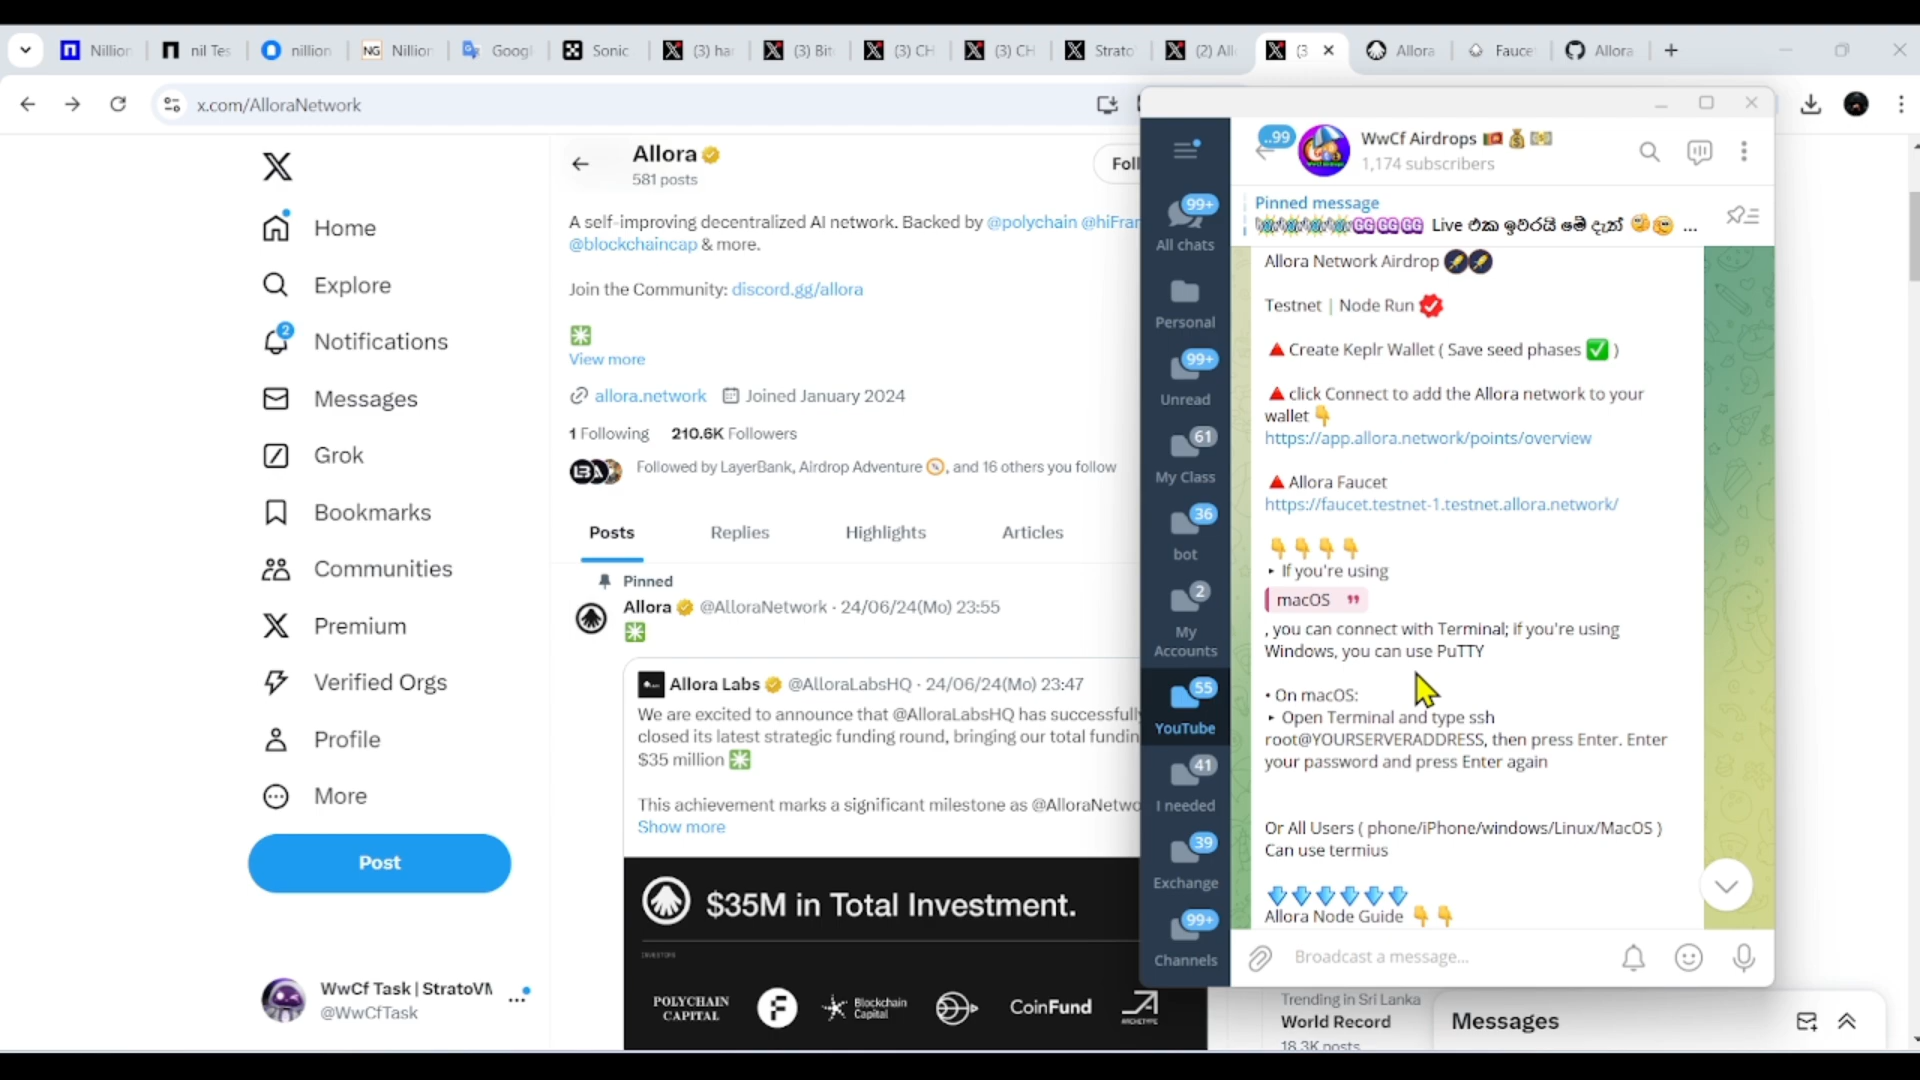 Nillion
nil Tes
nillion
NG
Nillion
Googl
Sonic
(3) ha
(3) Bit
(3) CH
(3) CH
Strato
(2) All
(3
Allora
Fauce
Allora
x.com/AlloraNetwork
Home
Explore
2
Notifications
Messages
Grok
Bookmarks
Communities
Premium
Verified Orgs
Profile
More
Post
WwCf Task | StratoVM
@WwCfTask
Allora
581 posts
Foll
A self-improving decentralized AI network. Backed by @polychain @hiFram
@blockchaincap & more.
Join the Community: discord.gg/allora
View more
allora.network
Joined January 2024
1 Following
210.6K Followers
Followed by LayerBank, Airdrop Adventure, and 16 others you follow
Posts
Replies
Highlights
Articles
Pinned
Allora @AlloraNetwork · 24/06/24(Mo) 23:55
Allora Labs @AlloraLabsHQ · 24/06/24(Mo) 23:47
We are excited to announce that @AlloraLabsHQ has successfully
closed its latest strategic funding round, bringing our total fundin
$35 million
This achievement marks a significant milestone as @AlloraNetwo
Show more
$35M in Total Investment.
INVESTORS
POLYCHAIN
CAPITAL
Blockchain
Capital
CoinFund
ARCHETYPE
..99
WwCf Airdrops
1,174 subscribers
Pinned message
GG GG GG Live එක ඉවරයි මේ දැන් ...
99+
All chats
Personal
99+
Unread
61
My Class
36
bot
2
My
Accounts
55
YouTube
41
I needed
39
Exchange
99+
Channels
Allora Network Airdrop
Testnet | Node Run
🔺Create Keplr Wallet ( Save seed phases ✅ )
🔺click Connect to add the Allora network to your
wallet 👇
https://app.allora.network/points/overview
🔺Allora Faucet
https://faucet.testnet-1.testnet.allora.network/
👇 👇 👇 👇
‣ If you're using
macOS
, you can connect with Terminal; if you're using
Windows, you can use PuTTY
• On macOS:
‣ Open Terminal and type ssh
root@YOURSERVERADDRESS, then press Enter. Enter
your password and press Enter again
Or All Users ( phone/iPhone/windows/Linux/MacOS )
Can use termius
Allora Node Guide 👇 👇
Broadcast a message...
Trending in Sri Lanka
World Record
18.3K posts
Messages